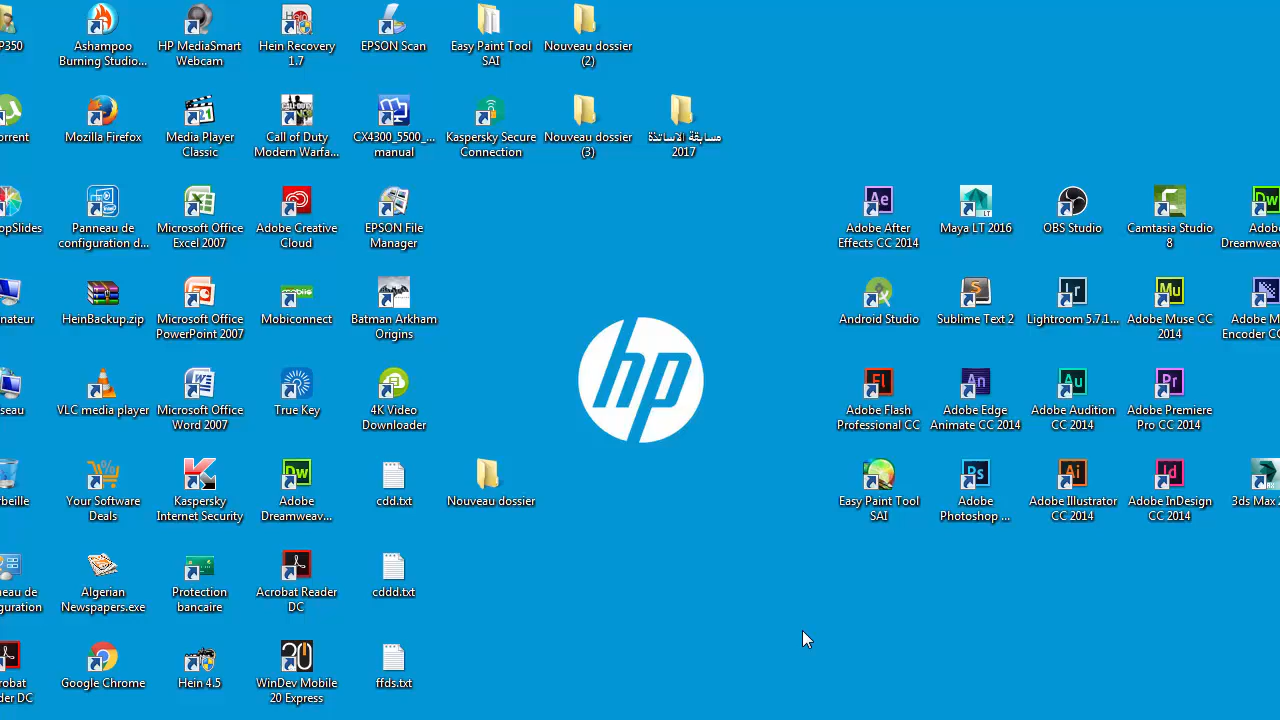 P350
Ashampoo
Burning Studio...
HP MediaSmart
Webcam
Hein Recovery
1.7
EPSON Scan
Easy Paint Tool
SAI
Nouveau dossier
(2)
orrent
Mozilla Firefox
Media Player
Classic
Call of Duty
Modern Warfa...
CX4300_5500_...
manual
Kaspersky Secure
Connection
Nouveau dossier
(3)
مسابقة الاساتذة
2017
opSlides
Panneau de
configuration d...
Microsoft Office
Excel 2007
Adobe Creative
Cloud
EPSON File
Manager
Adobe After
Effects CC 2014
Maya LT 2016
OBS Studio
Camtasia Studio
8
Adob
Dreamweav
nateur
HeinBackup.zip
Microsoft Office
PowerPoint 2007
Mobiconnect
Batman Arkham
Origins
Android Studio
Sublime Text 2
Lightroom 5.7.1...
Adobe Muse CC
2014
Adobe M
Encoder CC
hp
seau
VLC media player
Microsoft Office
Word 2007
True Key
4K Video
Downloader
Adobe Flash
Professional CC
Adobe Edge
Animate CC 2014
Adobe Audition
CC 2014
Adobe Premiere
Pro CC 2014
rbeille
Your Software
Deals
Kaspersky
Internet Security
Adobe
Dreamweav...
cdd.txt
Nouveau dossier
Easy Paint Tool
SAI
Adobe
Photoshop ...
Adobe Illustrator
CC 2014
Adobe InDesign
CC 2014
3ds Max 2
neau de
guration
Algerian
Newspapers.exe
Protection
bancaire
Acrobat Reader
DC
cddd.txt
robat
der DC
Google Chrome
Hein 4.5
WinDev Mobile
20 Express
ffds.txt